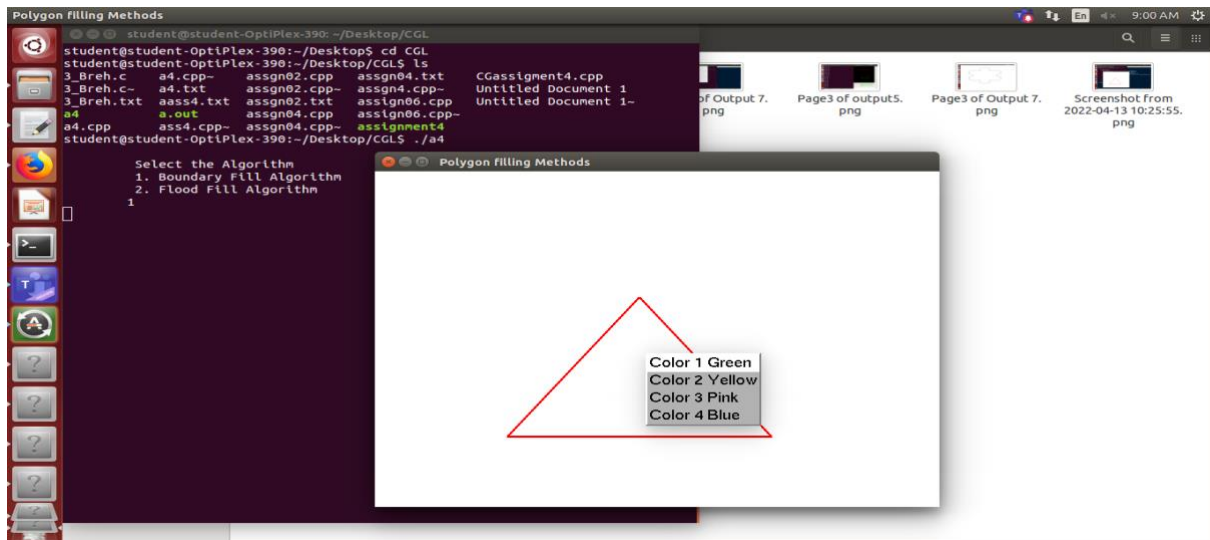 Polygon filling Methods
En 9:00 AM
student@student-OptiPlex-390: ~/Desktop/CGL
student@student-OptiPlex-390:~/Desktop$ cd CGL
student@student-OptiPlex-390:~/Desktop/CGL$ ls
3_Breh.c a4.cpp~ assgn02.cpp assgn04.txt CGassigment4.cpp
3_Breh.c~ a4.txt assgn02.cpp~ assgn4.cpp~ Untitled Document 1
3_Breh.txt aass4.txt assgn02.txt assign06.cpp Untitled Document 1~
a4 a.out assgn04.cpp assign06.cpp~
a4.cpp ass4.cpp~ assgn04.cpp~ assignment4
student@student-OptiPlex-390:~/Desktop/CGL$ ./a4
Select the Algorithm
1. Boundary Fill Algorithm
2. Flood Fill Algorithm
1
of Output 7.
png
Page3 of output5.
png
Page3 of Output 7.
png
Screenshot from
2022-04-13 10:25:55.
png
Polygon filling Methods
Color 1 Green
Color 2 Yellow
Color 3 Pink
Color 4 Blue